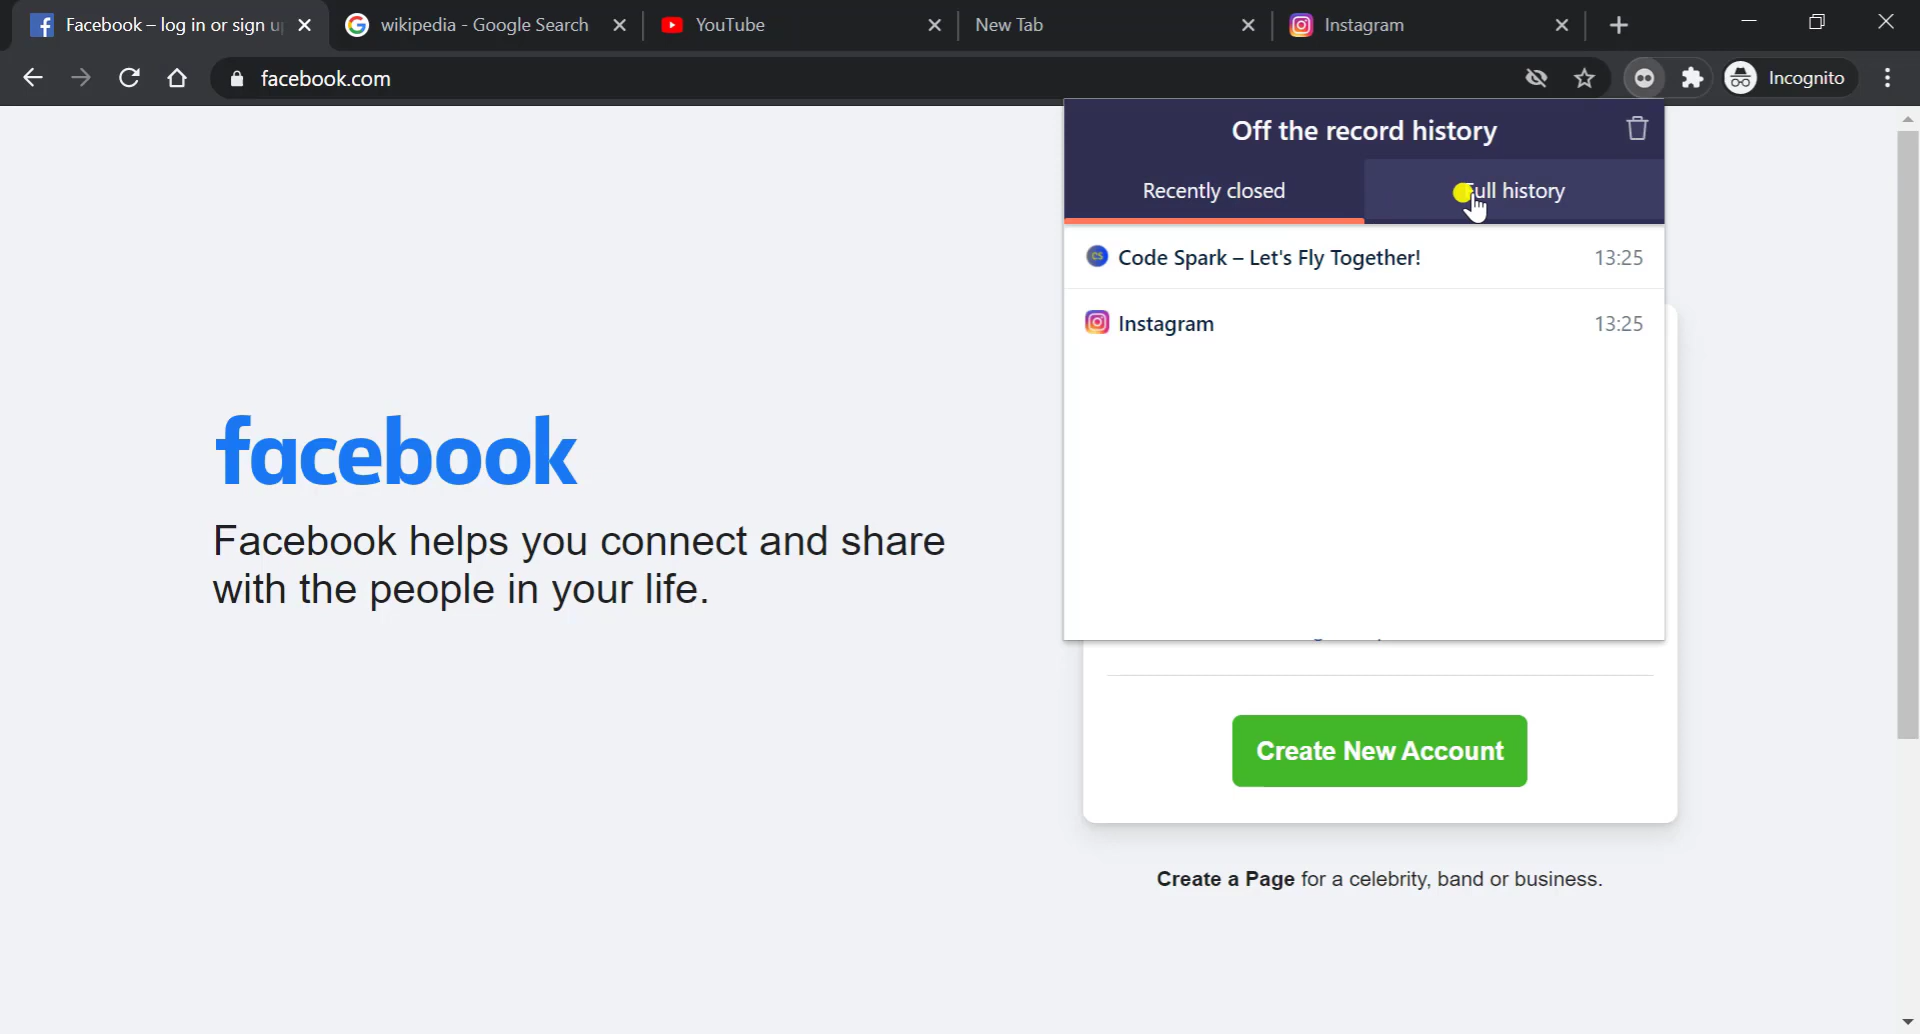 Facebook – log in or sign u
wikipedia - Google Search
YouTube
New Tab
Instagram
facebook.com
Incognito
Off the record history
Recently closed
Full history
CS
Code Spark – Let's Fly Together!
13:25
Instagram
13:25
facebook
Facebook helps you connect and share
with the people in your life.
Create New Account
Create a Page for a celebrity, band or business.